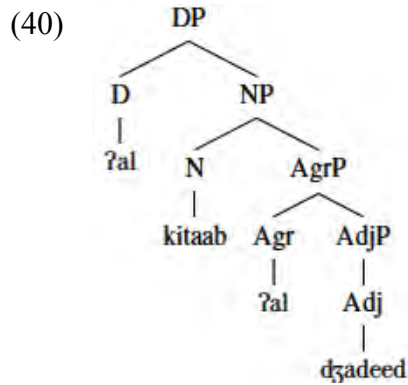 (40) DP
D NP
ʔal N AgrP
kitaab Agr AdjP
ʔal Adj
dʒadeed